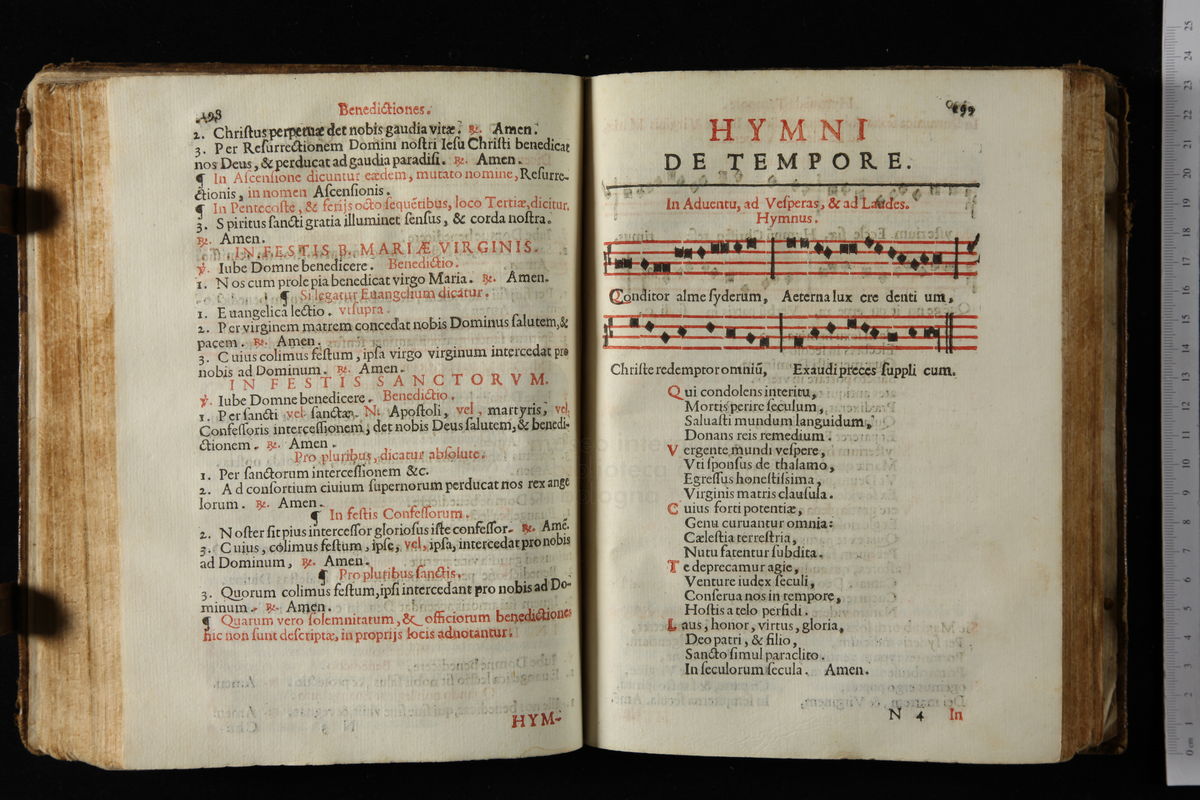 198
Benedictiones.
2. Christus perpetuæ det nobis gaudia vitæ. ℟. Amen.
3. Per Resurrectionem Domini nostri Iesu Christi benedicat
nos Deus, & perducat ad gaudia paradisi. ℟. Amen.
¶ In Ascensione dicuntur eædem, mutato nomine, Resurre-
ctionis, in nomen Ascensionis.
¶ In Pentecoste, & ferijs octo sequẽtibus, loco Tertiæ, dicitur.
3. Spiritus sancti gratia illuminet sensus, & corda nostra.
℟. Amen.
IN FESTIS B. MARIÆ VIRGINIS.
℣. Iube Domne benedicere. Benedictio.
1. Nos cum prole pia benedicat virgo Maria. ℟. Amen.
¶ Si legatur Euangelium dicatur.
1. Euangelica lectio. vt supra.
2. Per virginem matrem concedat nobis Dominus salutem, &
pacem. ℟. Amen.
3. Cuius colimus festum, ipsa virgo virginum intercedat pro
nobis ad Dominum. ℟. Amen.
IN FESTIS SANCTORVM.
℣. Iube Domne benedicere. Benedictio.
1. Per sancti vel sanctæ. N. Apostoli, vel, martyris, vel
Confessoris intercessionem, det nobis Deus salutem, & benedi-
ctionem. ℟. Amen.
Pro pluribus, dicatur absolute.
1. Per sanctorum intercessionem &c.
2. Ad consortium ciuium supernorum perducat nos rex ange
lorum. ℟. Amen.
¶ In festis Confessorum.
2. Noster sit pius intercessor gloriosus iste confessor. ℟. Amẽ.
3. Cuius, colimus festum, ipse, vel, ipsa, intercedat pro nobis
ad Dominum, ℟. Amen.
¶ Pro pluribus sanctis.
3. Quorum colimus festum, ipsi intercedant pro nobis ad Do-
minum. ℟. Amen.
¶ Quarum vero solemnitatum, & officiorum benedictiones
hic non sunt descriptæ, in proprijs locis adnotantur.
HYM-
199
HYMNI
DE TEMPORE.
In Aduentu, ad Vesperas, & ad Laudes.
Hymnus.
Conditor alme syderum, Aeterna lux cre denti um,
Christe redemptor omniũ, Exaudi preces suppli cum.
Qui condolens interitu,
Mortis perire seculum,
Saluasti mundum languidum,
Donans reis remedium.
Vergente mundi vespere,
Vti sponsus de thalamo,
Egressus honestissima,
Virginis matris clausula.
Cuius forti potentiæ,
Genu curuantur omnia:
Cælestia terrestria,
Nutu fatentur subdita.
Te deprecamur agie,
Venture iudex seculi,
Conserua nos in tempore,
Hostis a telo perfidi.
Laus, honor, virtus, gloria,
Deo patri, & filio,
Sancto simul paraclito.
In seculorum secula. Amen.
N 4 In